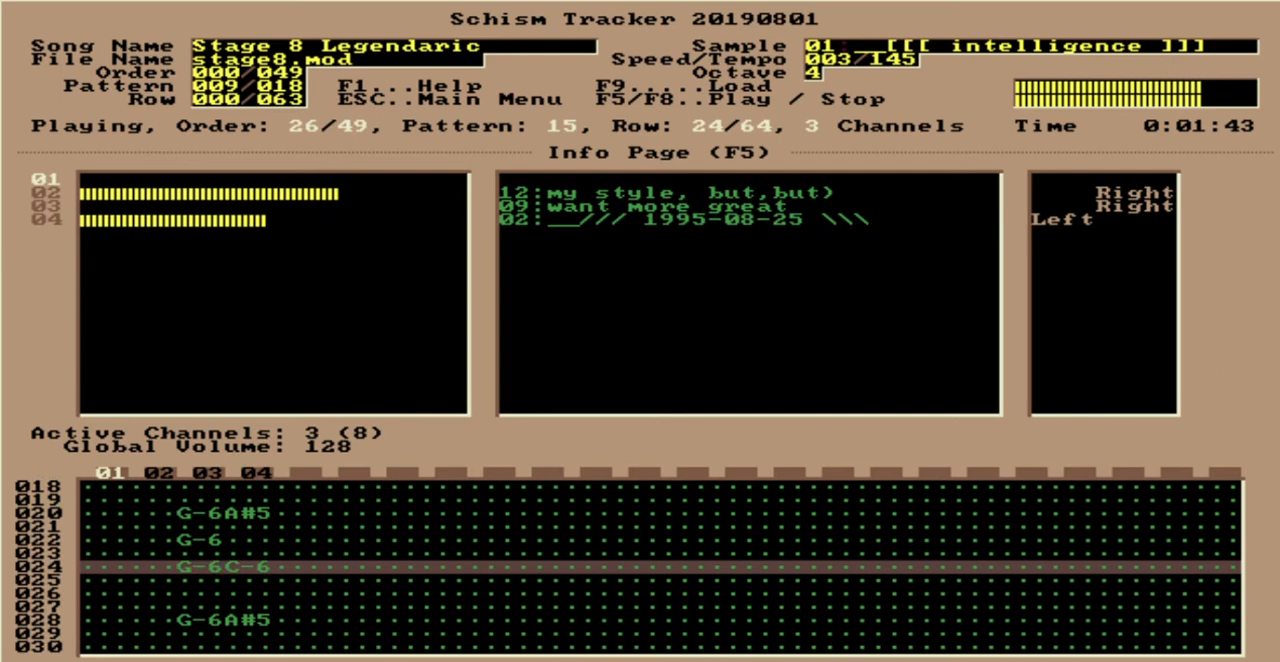 Schism Tracker 20190801
Song Name Stage 8 Legendaric Sample 01:__[[[ intelligence ]]]
File Name stage8.mod Speed/Tempo 003/145
Order 000/049 Octave 4
Pattern 009/018 F1...Help F9.....Load
Row 000/063 ESC..Main Menu F5/F8..Play / Stop
Playing, Order: 26/49, Pattern: 15, Row: 24/64, 3 Channels Time 0:01:43
Info Page (F5)
01
02 12:my style, but,but) Right
03 09:want more great Right
04 02:__/// 1995-08-25 \\\ Left
Active Channels: 3 (8)
Global Volume: 128
01 02 03 04
018
019
020 G-6A#5
021
022 G-6
023
024 G-6C-6
025
026
027
028 G-6A#5
029
030